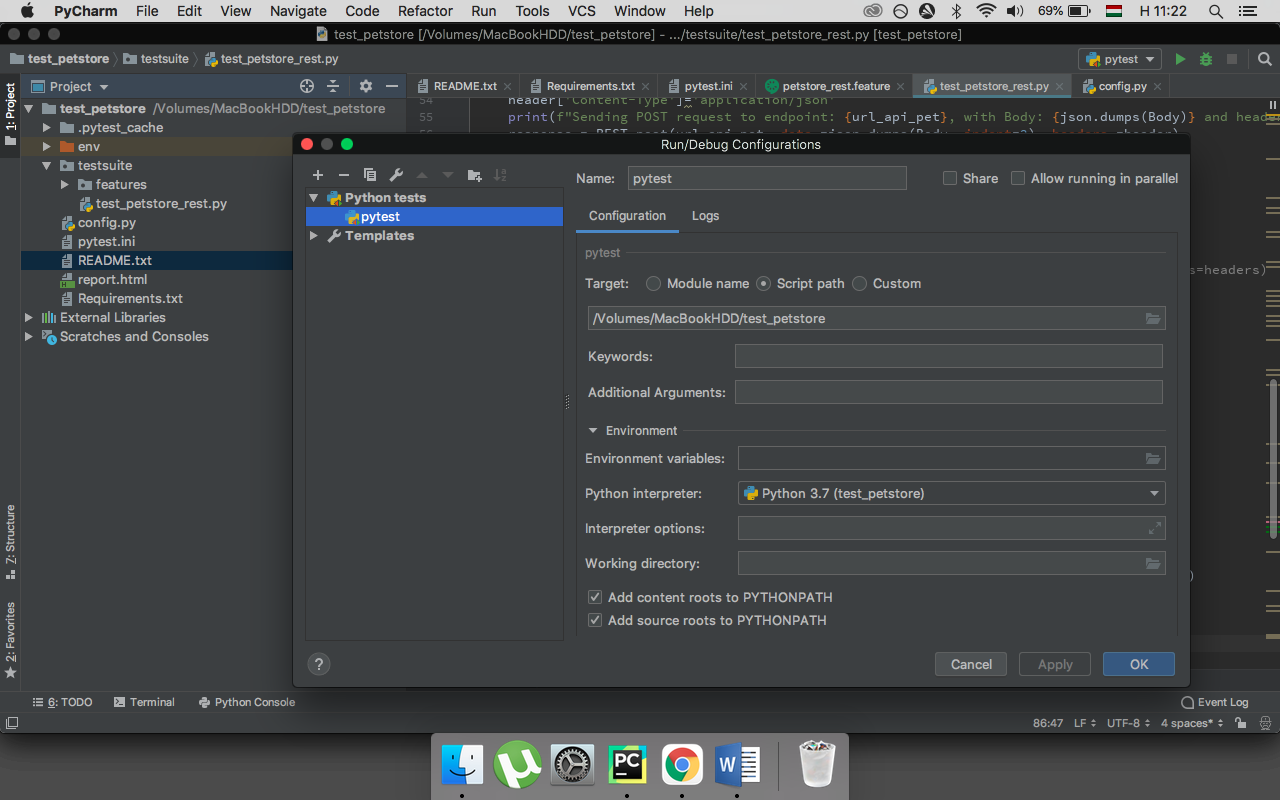 PyCharm File Edit View Navigate Code Refactor Run Tools VCS Window Help 69% H 11:22
test_petstore [/Volumes/MacBookHDD/test_petstore] - .../testsuite/test_petstore_rest.py [test_petstore]
test_petstore testsuite test_petstore_rest.py pytest
Project README.txt Requirements.txt pytest.ini petstore_rest.feature test_petstore_rest.py config.py
1: Project
test_petstore /Volumes/MacBookHDD/test_petstore
.pytest_cache
env
testsuite
features
test_petstore_rest.py
config.py
pytest.ini
README.txt
report.html
Requirements.txt
External Libraries
Scratches and Consoles
54 header["Content-Type"]='application/json'
55 print(f"Sending POST request to endpoint: {url_api_pet}, with Body: {json.dumps(Body)} and heade
s=headers)
)
Run/Debug Configurations
Python tests
pytest
Templates
Name: pytest Share Allow running in parallel
Configuration Logs
pytest
Target: Module name Script path Custom
/Volumes/MacBookHDD/test_petstore
Keywords:
Additional Arguments:
Environment
Environment variables:
Python interpreter: Python 3.7 (test_petstore)
Interpreter options:
Working directory:
Add content roots to PYTHONPATH
Add source roots to PYTHONPATH
? Cancel Apply OK
Z: Structure
2: Favorites
6: TODO Terminal Python Console Event Log
86:47 LF UTF-8 4 spaces*
PC W